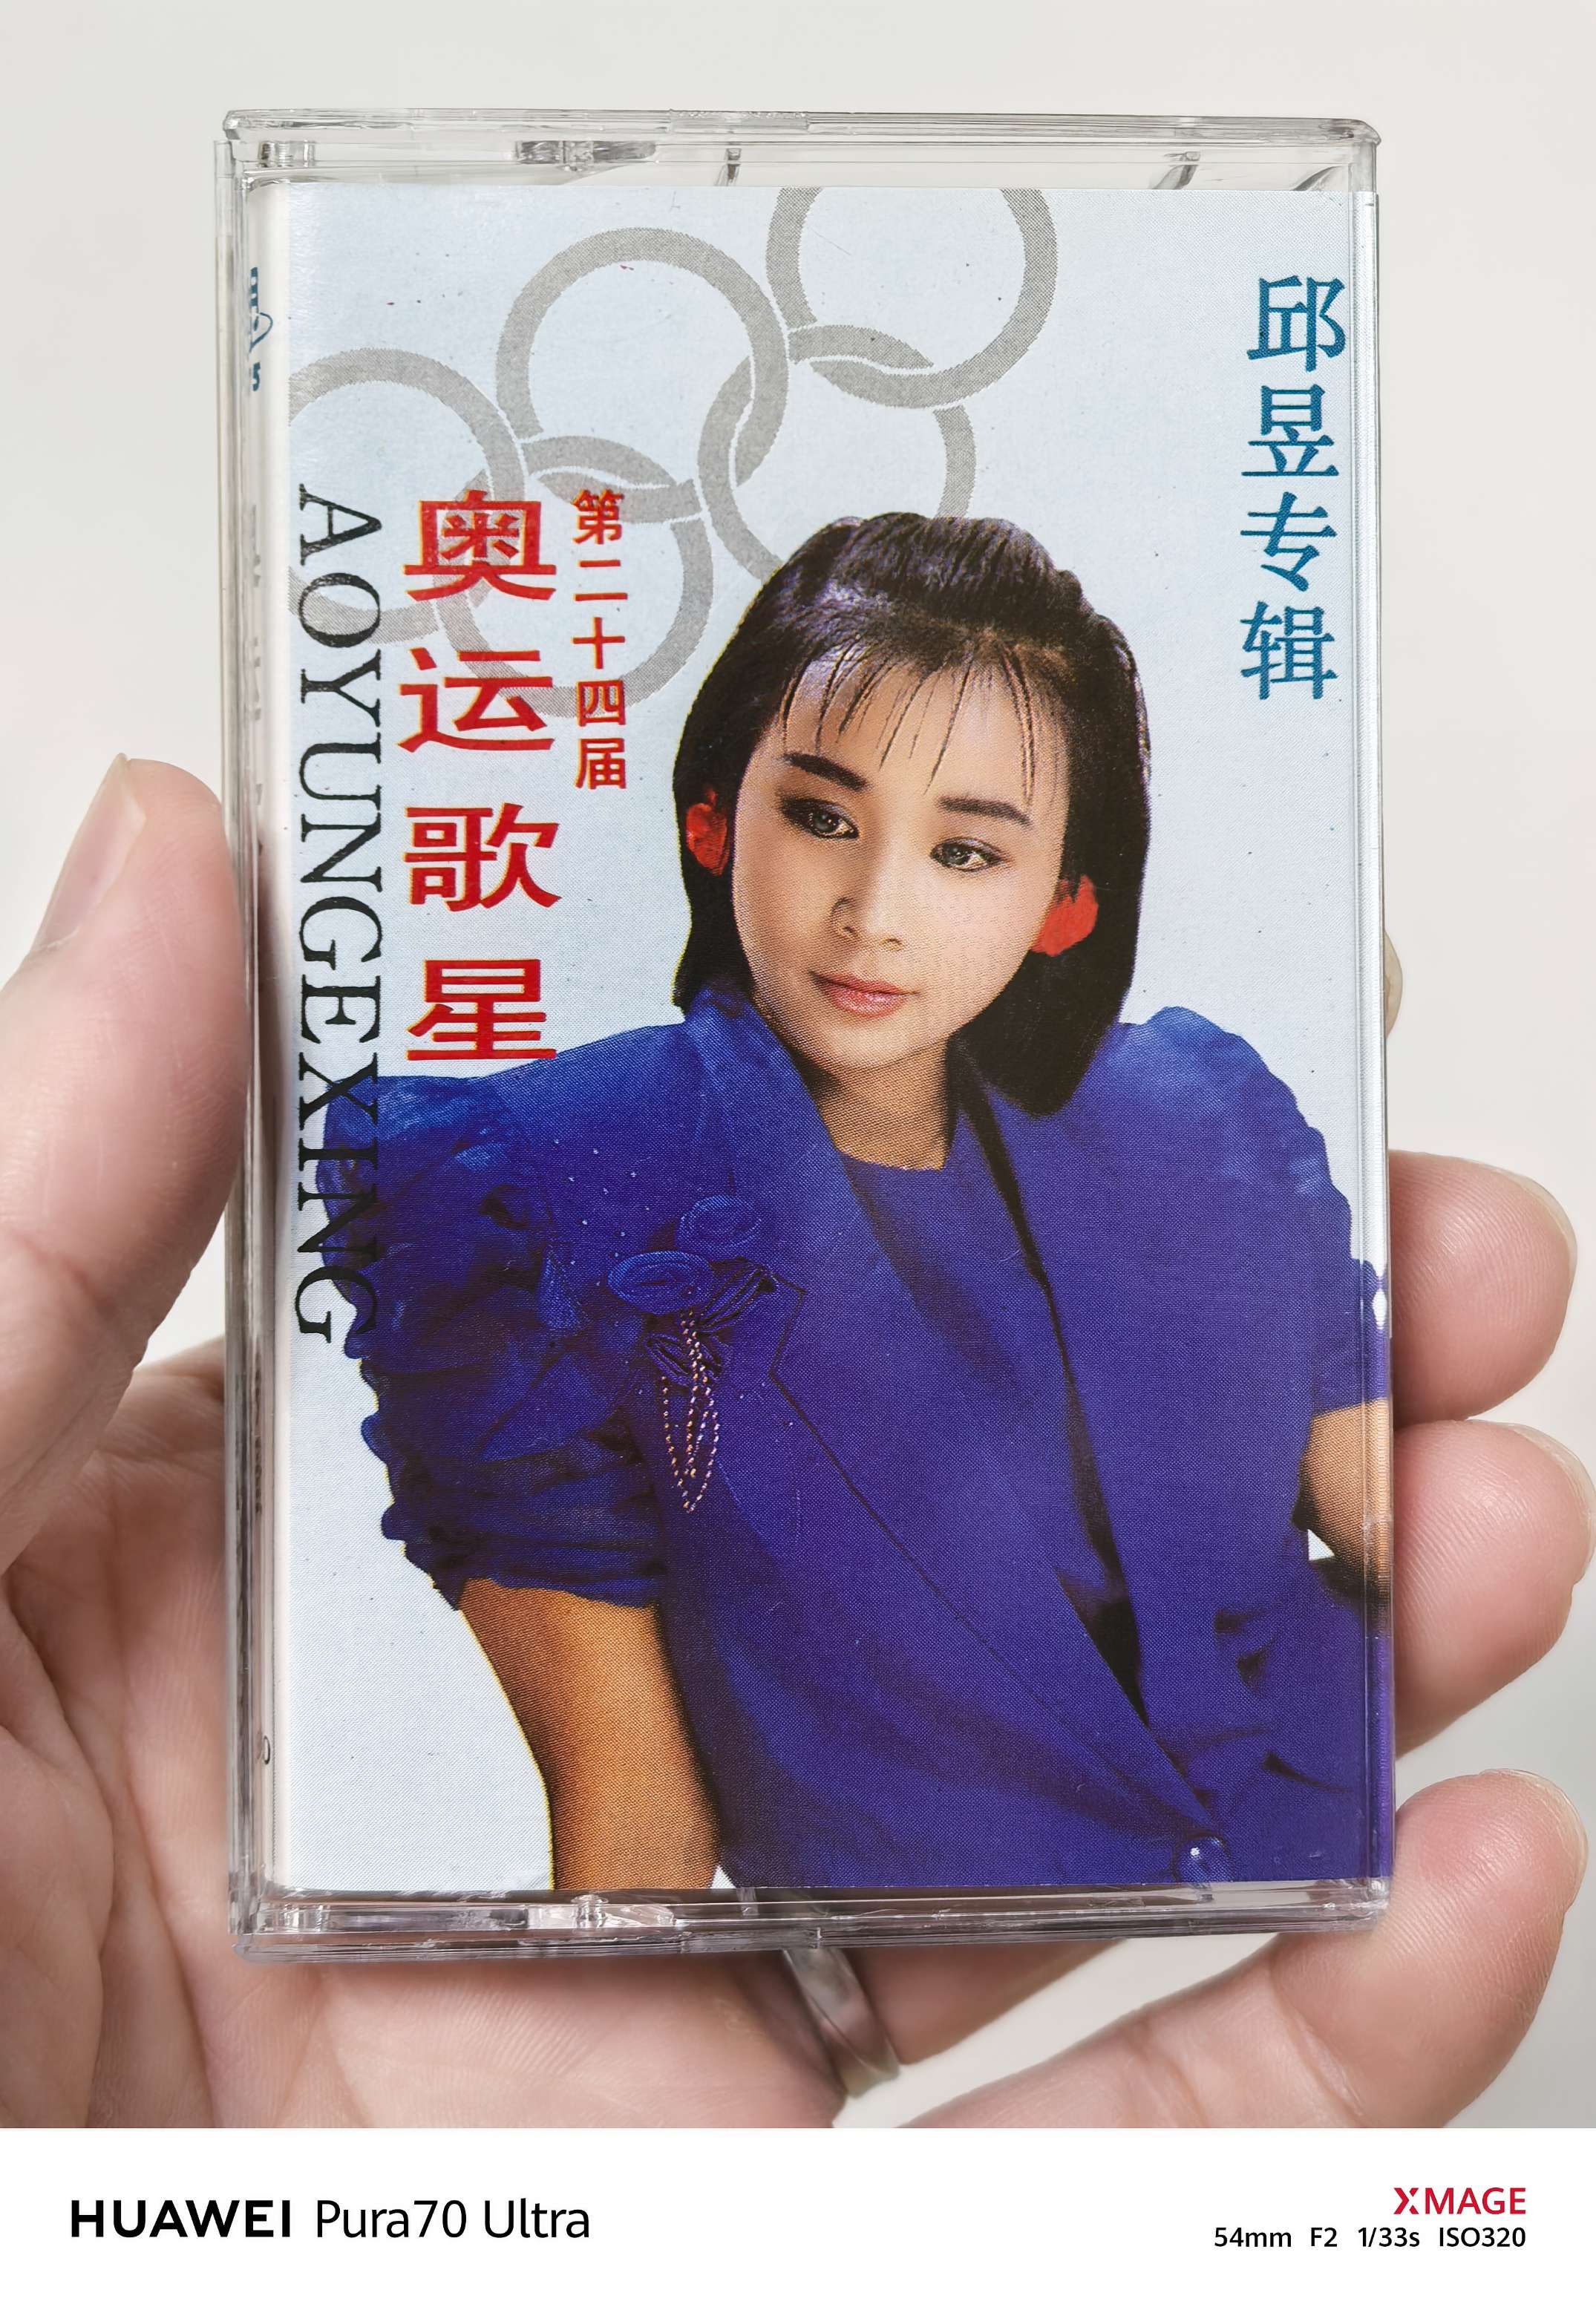 邱昱专辑
第二十四届
奥运歌星
AOYUNGEXING
HUAWEI Pura70 Ultra
XMAGE
54mm F2 1/33s ISO320